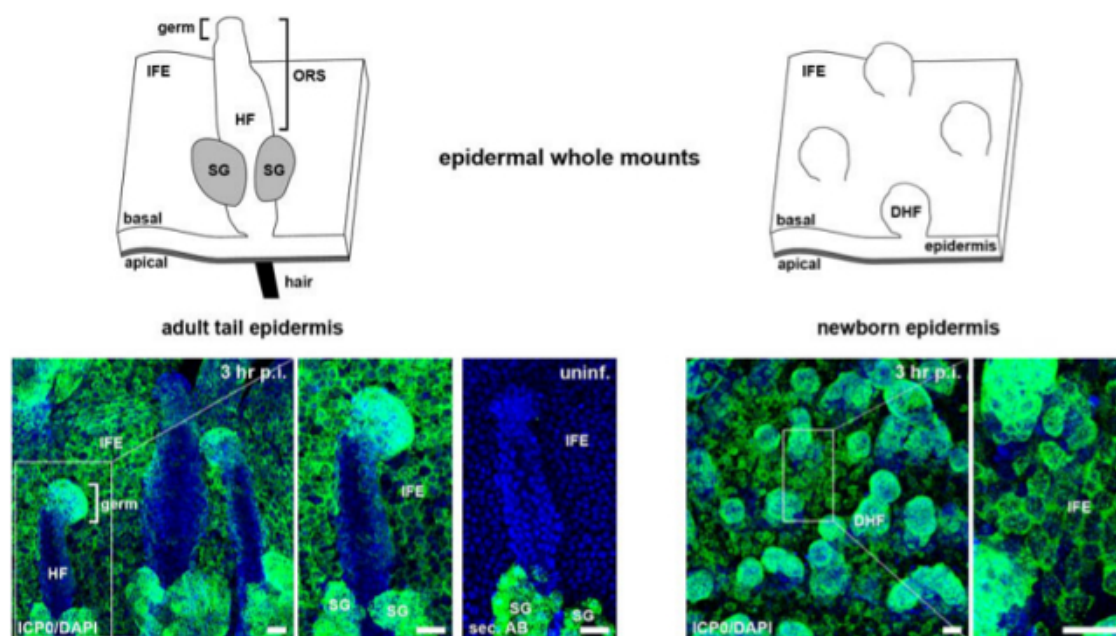 germ
IFE
ORS
HF
SG
SG
basal
apical
hair
adult tail epidermis
epidermal whole mounts
IFE
DHF
basal
epidermis
apical
newborn epidermis
3 hr p.i.
IFE
germ
HF
ICP0/DAPI
IFE
SG
SG
uninf.
IFE
SG
SG
sec. AB
3 hr p.i.
DHF
ICP0/DAPI
IFE